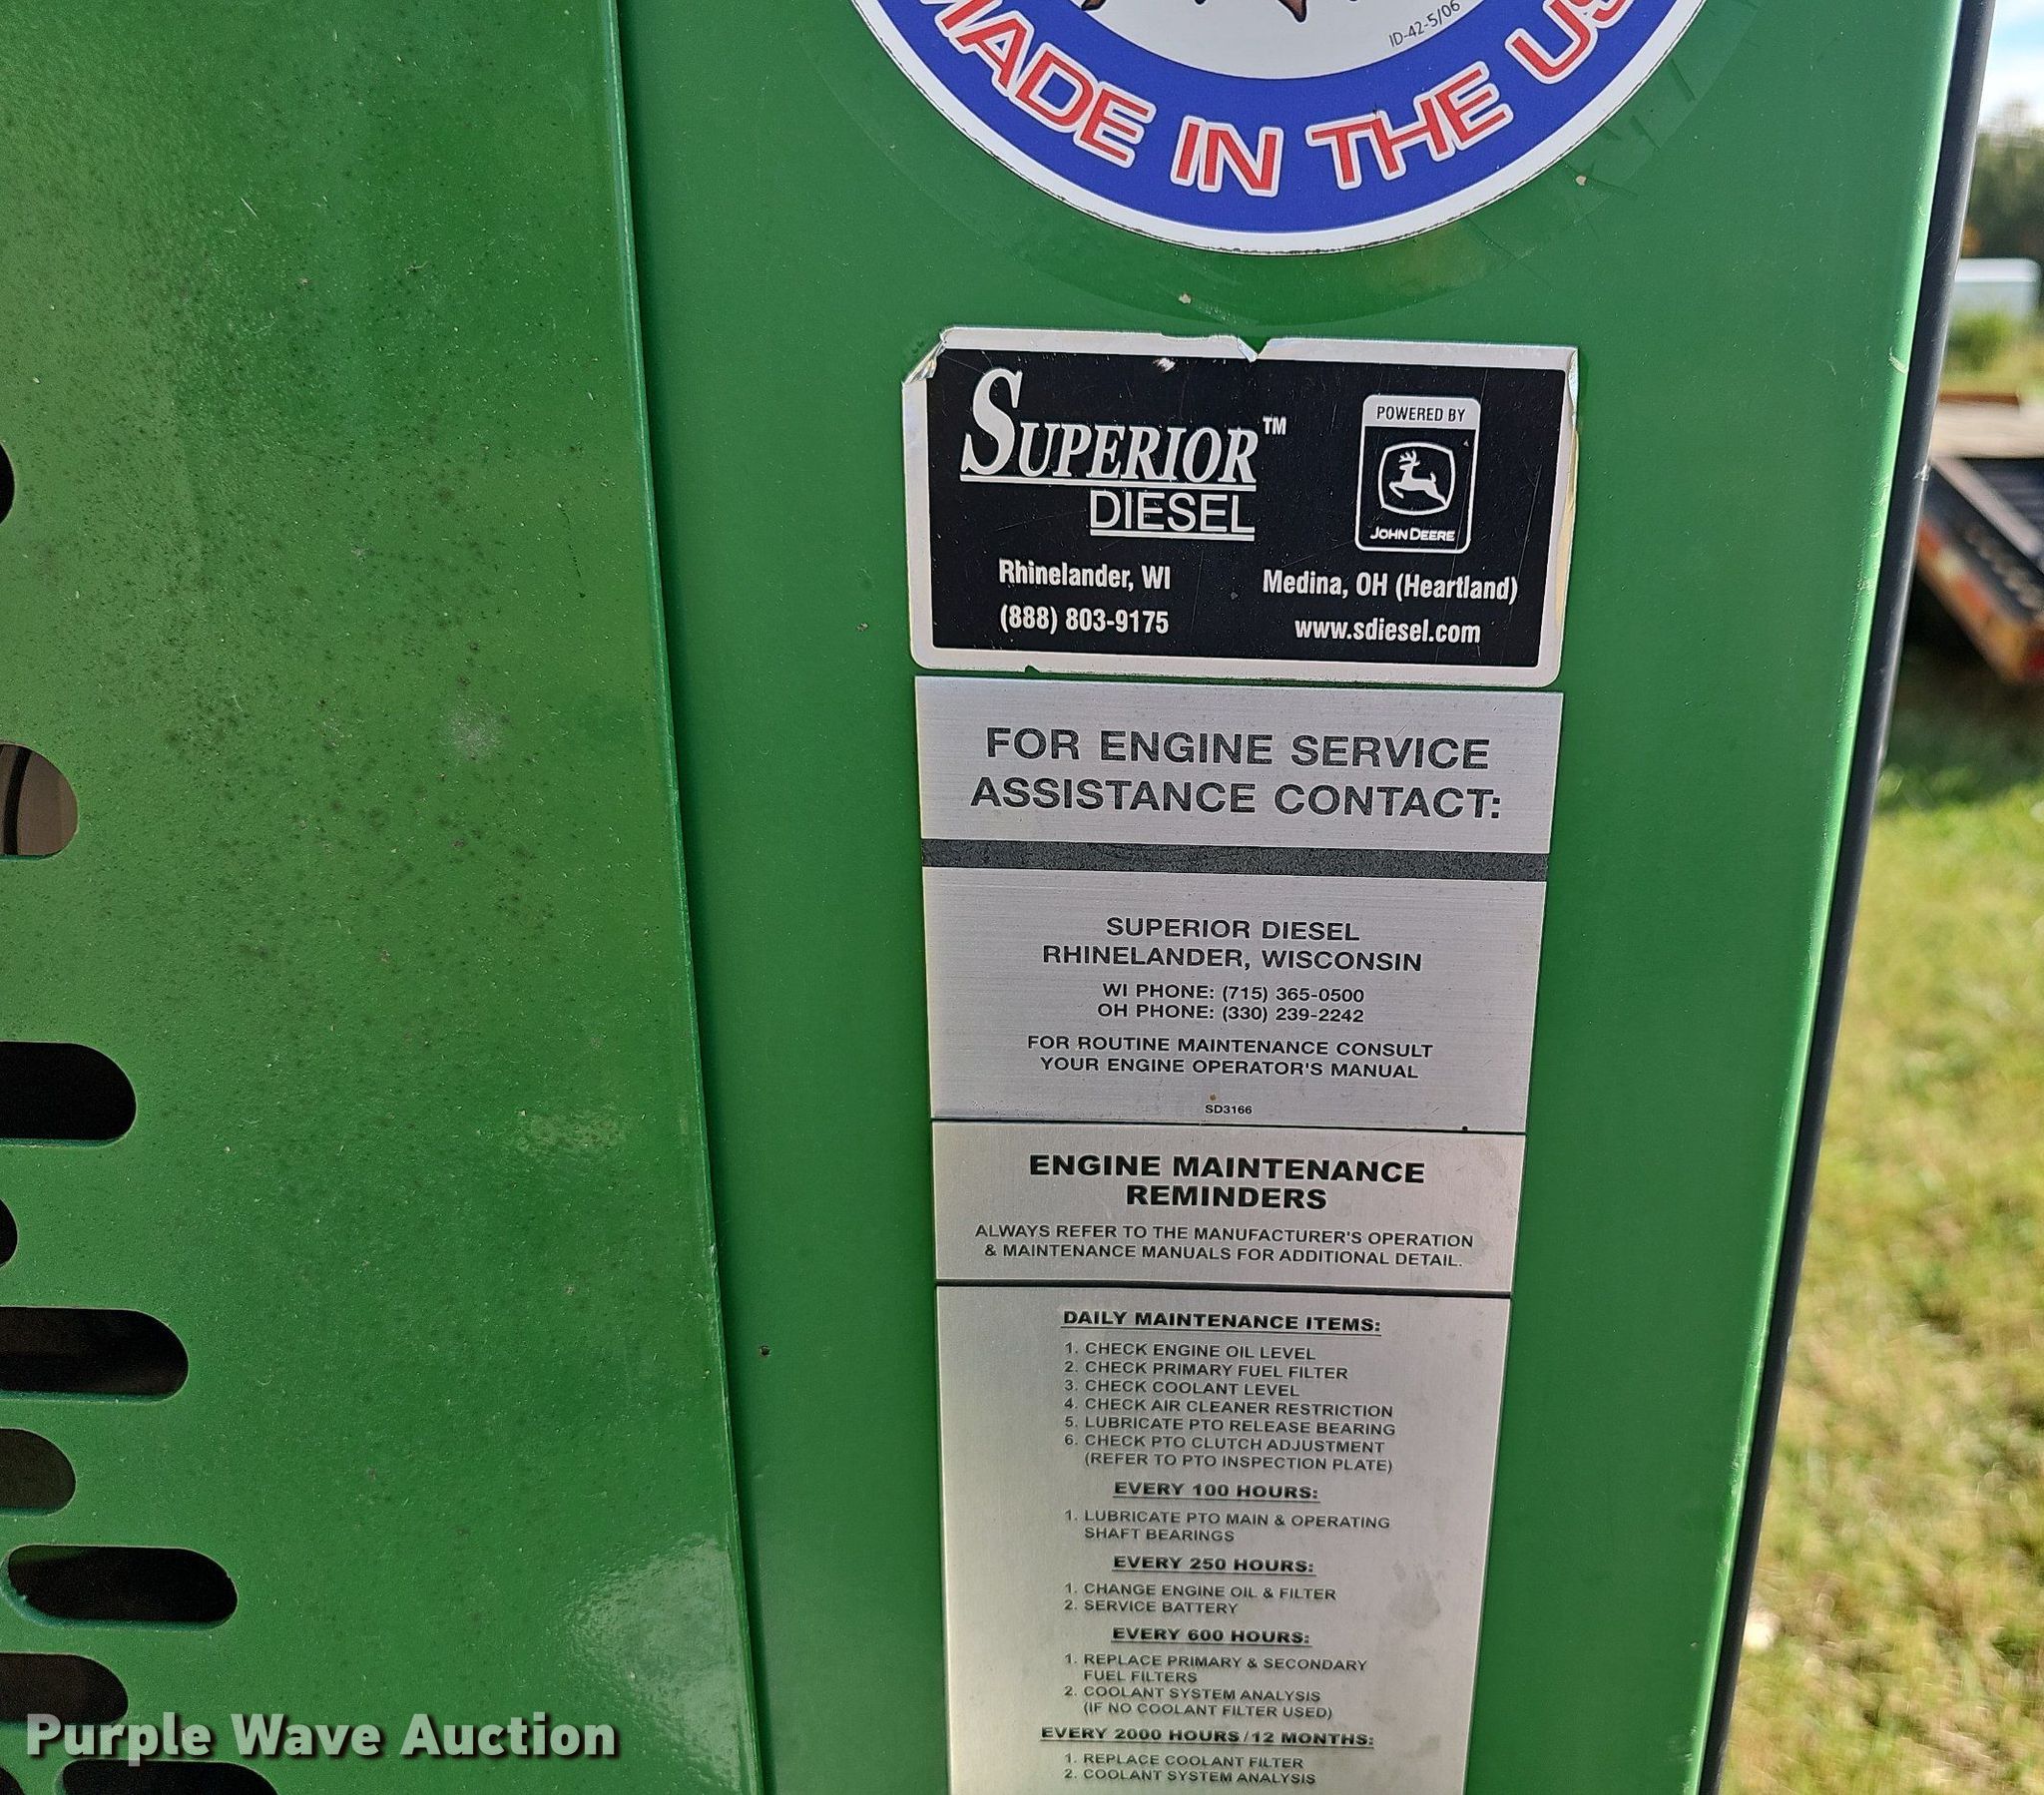 ID-42-5/06
MADE IN THE US
SUPERIOR™
DIESEL
POWERED BY
JOHN DEERE
Rhinelander, WI
(888) 803-9175
Medina, OH (Heartland)
www.sdiesel.com
FOR ENGINE SERVICE
ASSISTANCE CONTACT:
SUPERIOR DIESEL
RHINELANDER, WISCONSIN
WI PHONE: (715) 365-0500
OH PHONE: (330) 239-2242
FOR ROUTINE MAINTENANCE CONSULT
YOUR ENGINE OPERATOR'S MANUAL
SD3166
ENGINE MAINTENANCE
REMINDERS
ALWAYS REFER TO THE MANUFACTURER'S OPERATION
& MAINTENANCE MANUALS FOR ADDITIONAL DETAIL.
DAILY MAINTENANCE ITEMS:
1. CHECK ENGINE OIL LEVEL
2. CHECK PRIMARY FUEL FILTER
3. CHECK COOLANT LEVEL
4. CHECK AIR CLEANER RESTRICTION
5. LUBRICATE PTO RELEASE BEARING
6. CHECK PTO CLUTCH ADJUSTMENT
(REFER TO PTO INSPECTION PLATE)
EVERY 100 HOURS:
1. LUBRICATE PTO MAIN & OPERATING
SHAFT BEARINGS
EVERY 250 HOURS:
1. CHANGE ENGINE OIL & FILTER
2. SERVICE BATTERY
EVERY 600 HOURS:
1. REPLACE PRIMARY & SECONDARY
FUEL FILTERS
2. COOLANT SYSTEM ANALYSIS
(IF NO COOLANT FILTER USED)
EVERY 2000 HOURS/12 MONTHS:
1. REPLACE COOLANT FILTER
2. COOLANT SYSTEM ANALYSIS
Purple Wave Auction